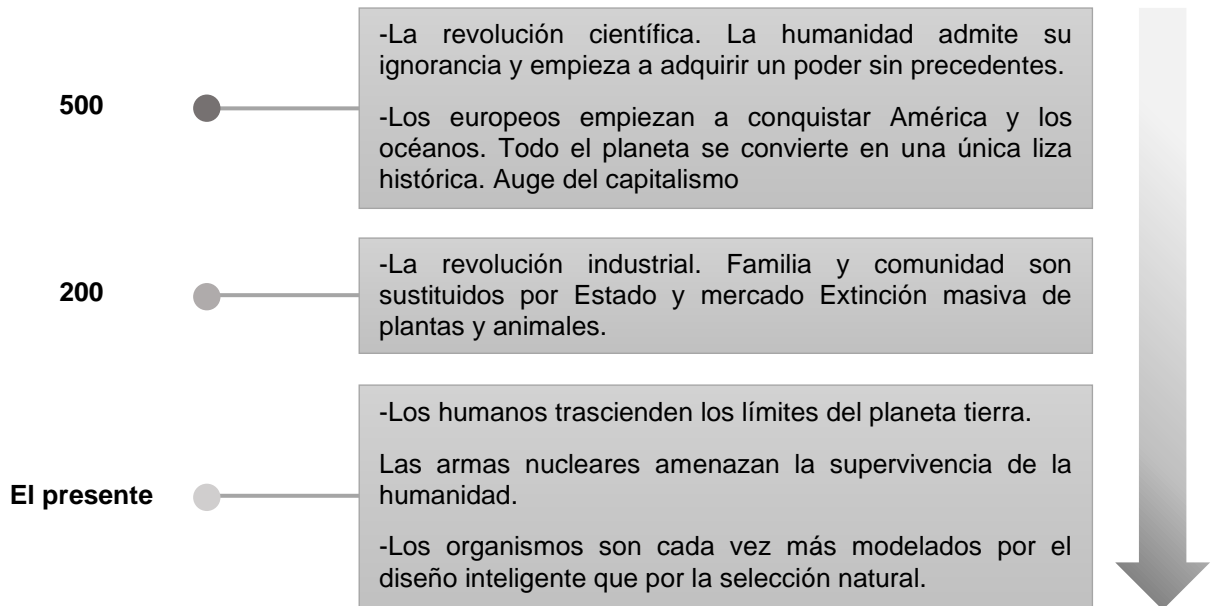 -La revolución científica. La humanidad admite su
ignorancia y empieza a adquirir un poder sin precedentes.
500
-Los europeos empiezan a conquistar América y los
océanos. Todo el planeta se convierte en una única liza
histórica. Auge del capitalismo
200
-La revolución industrial. Familia y comunidad son
sustituidos por Estado y mercado Extinción masiva de
plantas y animales.
El presente
-Los humanos trascienden los límites del planeta tierra.
Las armas nucleares amenazan la supervivencia de la
humanidad.
-Los organismos son cada vez más modelados por el
diseño inteligente que por la selección natural.